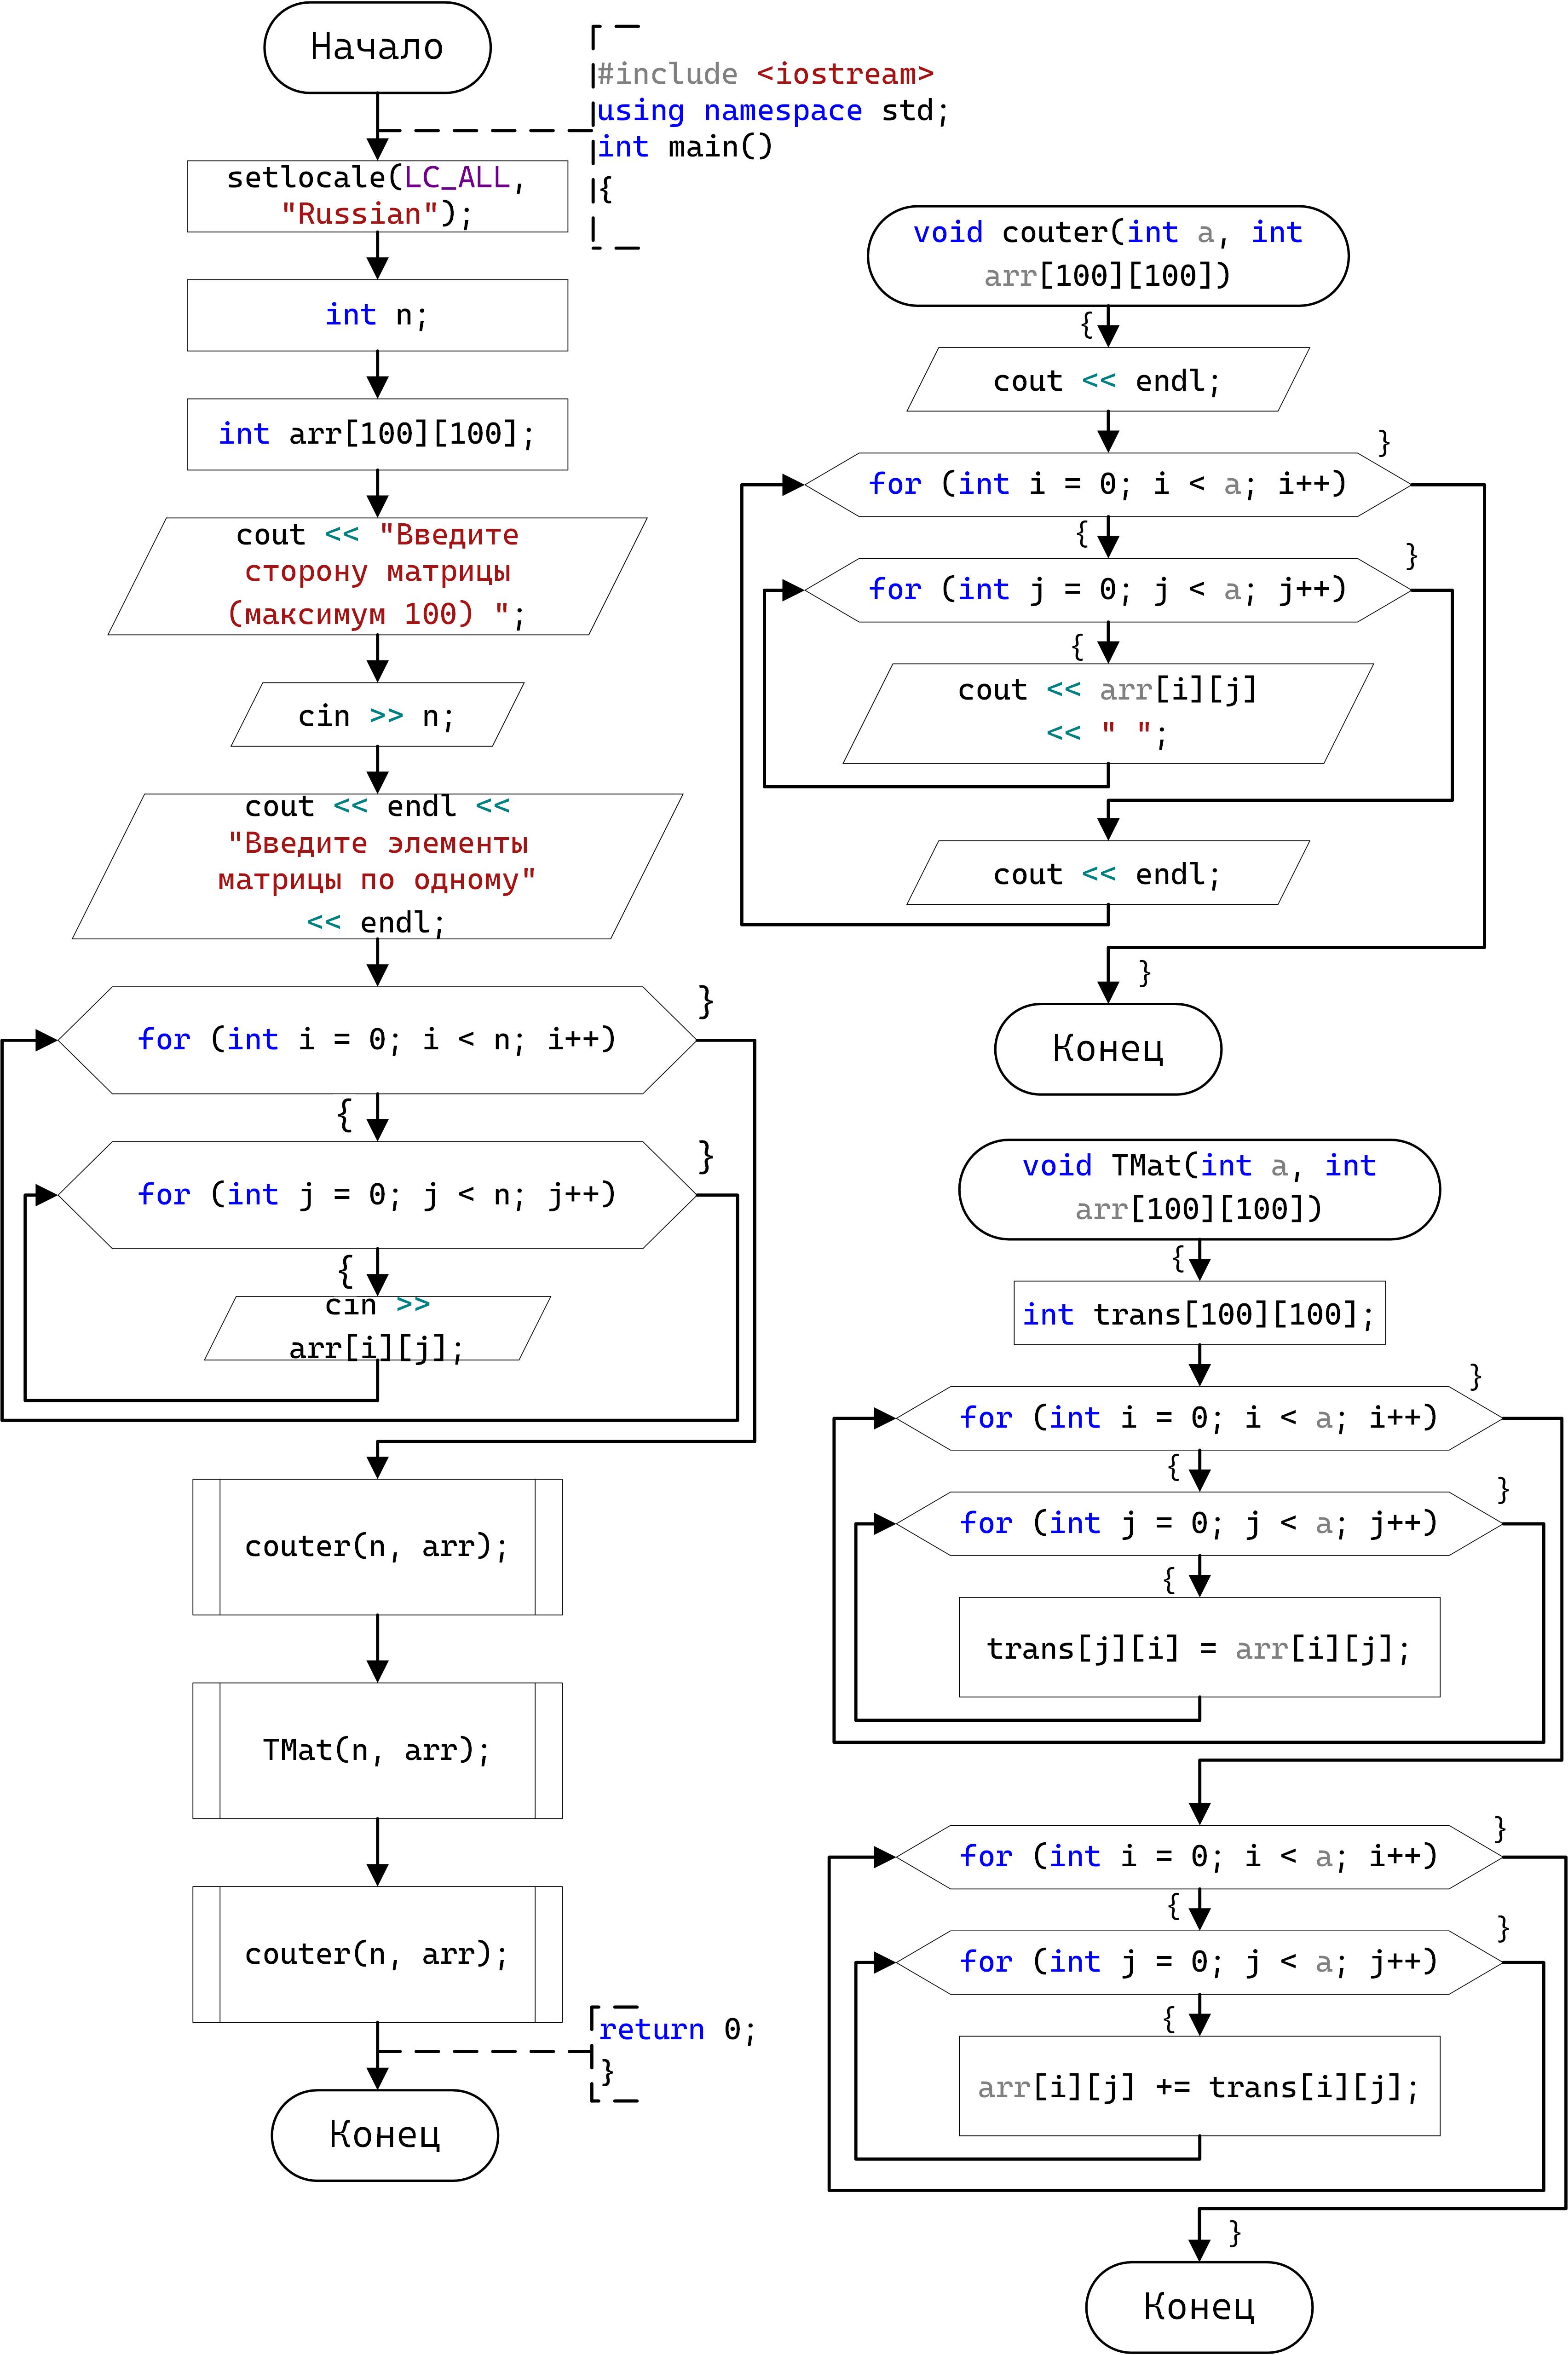 Начало
#include <iostream>
using namespace std;
int main()
{
setlocale(LC_ALL,
"Russian");
int n;
int arr[100][100];
cout << "Введите
сторону матрицы
(максимум 100) ";
cin >> n;
cout << endl <<
"Введите элементы
матрицы по одному"
<< endl;
}
for (int i = 0; i < n; i++)
{
}
for (int j = 0; j < n; j++)
{
cin >>
arr[i][j];
couter(n, arr);
TMat(n, arr);
couter(n, arr);
return 0;
}
Конец
void couter(int a, int
arr[100][100])
{
cout << endl;
}
for (int i = 0; i < a; i++)
{
}
for (int j = 0; j < a; j++)
{
cout << arr[i][j]
<< " ";
cout << endl;
}
Конец
void TMat(int a, int
arr[100][100])
{
int trans[100][100];
}
for (int i = 0; i < a; i++)
{
}
for (int j = 0; j < a; j++)
{
trans[j][i] = arr[i][j];
}
for (int i = 0; i < a; i++)
{
}
for (int j = 0; j < a; j++)
{
arr[i][j] += trans[i][j];
}
Конец